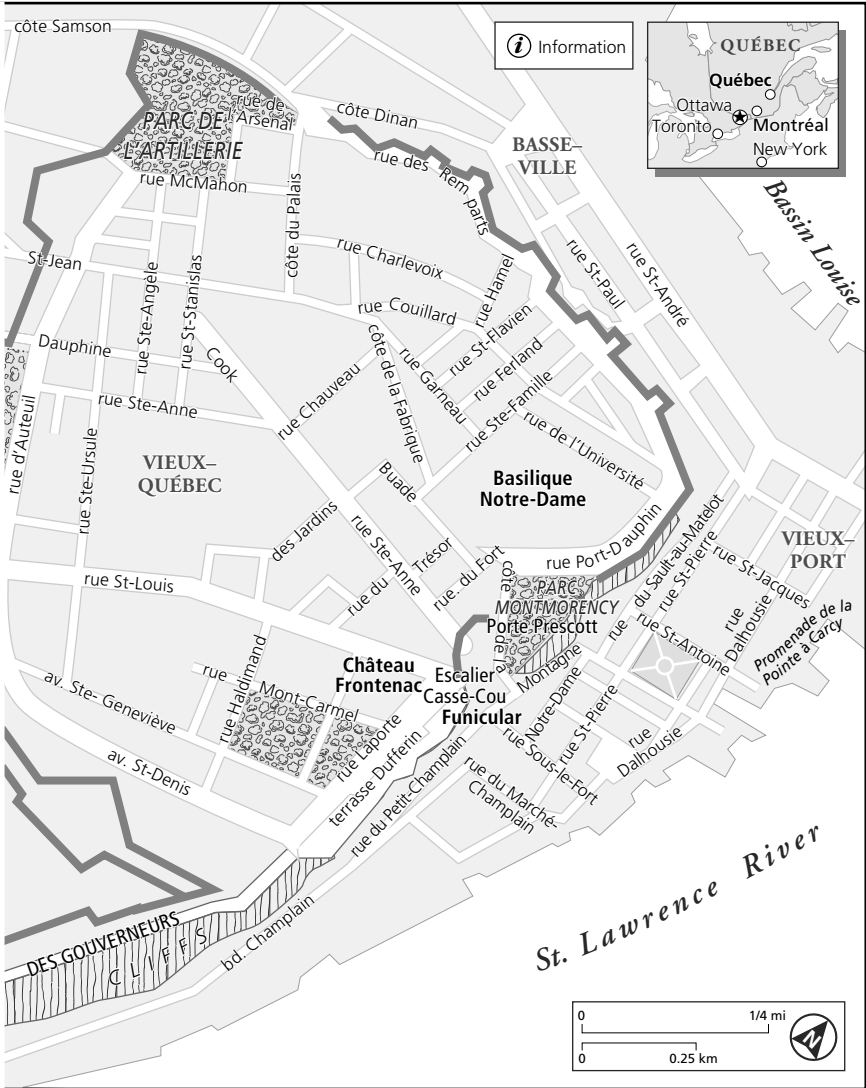 côte Samson
Information
QUÉBEC
Québec
Ottawa
Toronto
Montréal
New York
PARC DE
L'ARTILLERIE
rue de
l'Arsenal
côte Dinan
BASSE–
VILLE
Bassin Louise
rue McMahon
rue des Remparts
côte du Palais
rue Charlevoix
rue Hamel
rue St-Paul
rue St-André
St-Jean
rue Ste-Angèle
rue St-Stanislas
rue Couillard
Dauphine
Cook
côte de la Fabrique
rue Garneau
rue St-Flavien
rue Ferland
rue Ste-Famille
rue Chauveau
rue Ste-Anne
rue d'Auteuil
rue Ste-Ursule
rue de l'Université
VIEUX–
QUÉBEC
Buade
Basilique
Notre-Dame
des Jardins
rue Ste-Anne
rue du Trésor
rue. du Fort
rue Port-Dauphin
du Sault-au-Matelot
rue St-Pierre
rue St-Jacques
VIEUX–
PORT
rue St-Louis
PARC
MONTMORENCY
Porte Prescott
côte de la Montagne
rue
rue St-Antoine
rue Dalhousie
Promenade de la
Pointe à Carcy
Château
Frontenac
Escalier
Casse-Cou
Funicular
rue Haldimand
rue Mont-Carmel
av. Ste- Geneviève
av. St-Denis
rue Laporte
terrasse Dufferin
rue du Petit-Champlain
Notre-Dame
rue St-Pierre
rue Sous-le-Fort
rue
Dalhousie
rue du Marché-
Champlain
St. Lawrence River
DES GOUVERNEURS
CLIFFS
bd. Champlain
0 1/4 mi
0 0.25 km
N